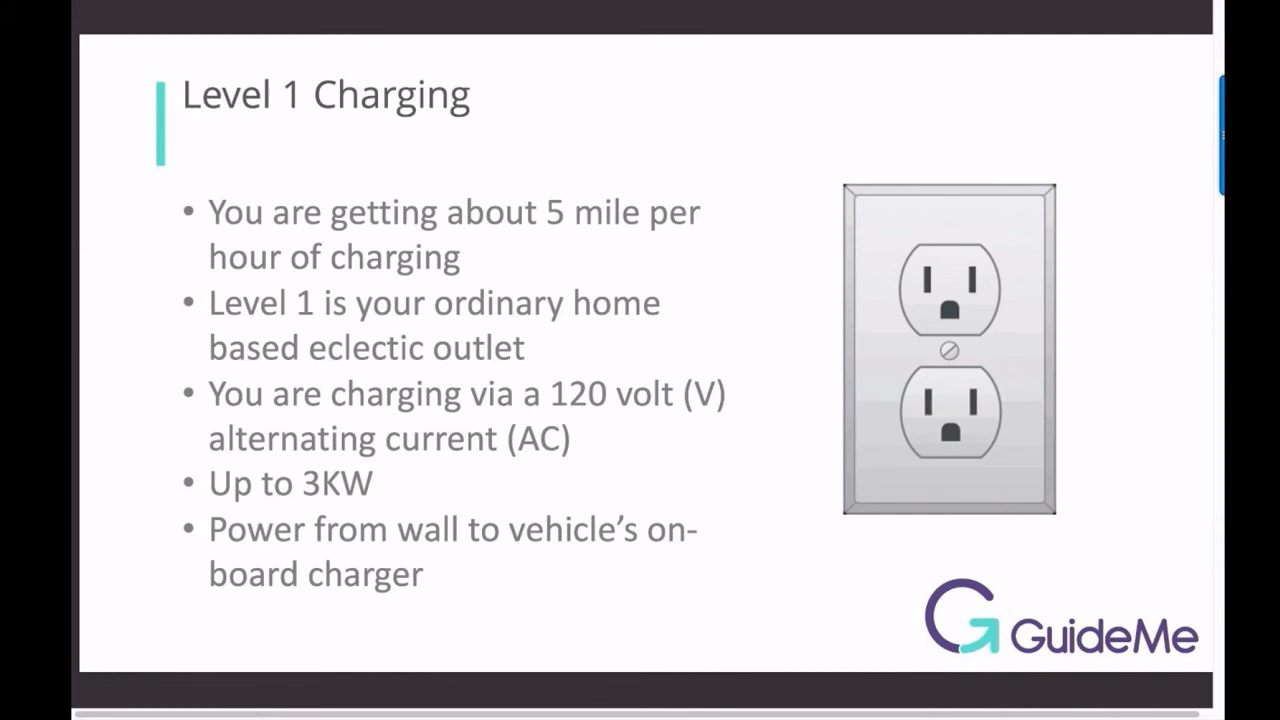 Level 1 Charging
• You are getting about 5 mile per
hour of charging
• Level 1 is your ordinary home
based eclectic outlet
• You are charging via a 120 volt (V)
alternating current (AC)
• Up to 3KW
• Power from wall to vehicle’s on-
board charger
GuideMe